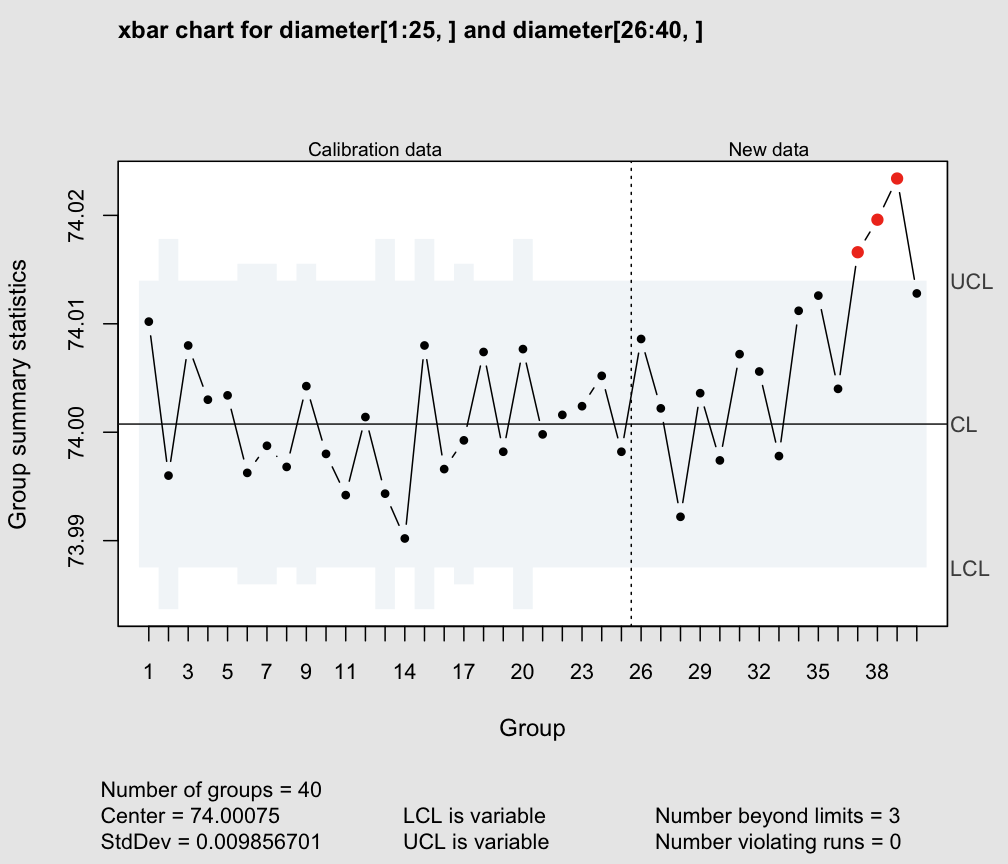 xbar chart for diameter[1:25, ] and diameter[26:40, ]
Calibration data New data
Group summary statistics
74.02
74.01
74.00
73.99
UCL
CL
LCL
1 3 5 7 9 11 14 17 20 23 26 29 32 35 38
Group
Number of groups = 40
Center = 74.00075 LCL is variable Number beyond limits = 3
StdDev = 0.009856701 UCL is variable Number violating runs = 0